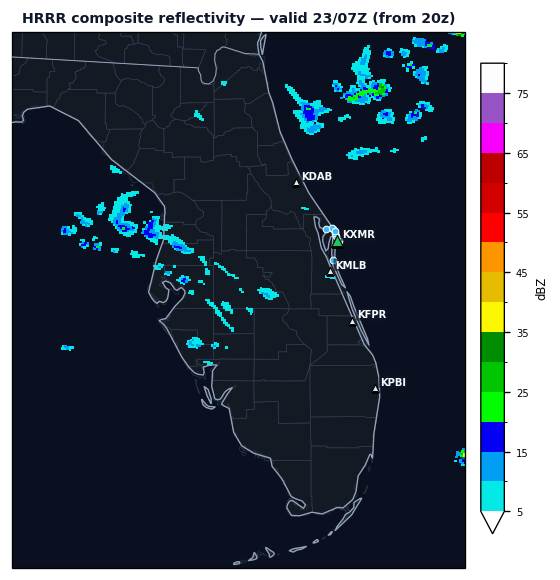 HRRR composite reflectivity — valid 23/07Z (from 20z)
KDAB
KXMR
KMLB
KFPR
KPBI
75
65
55
45
35
25
15
5
dBZ